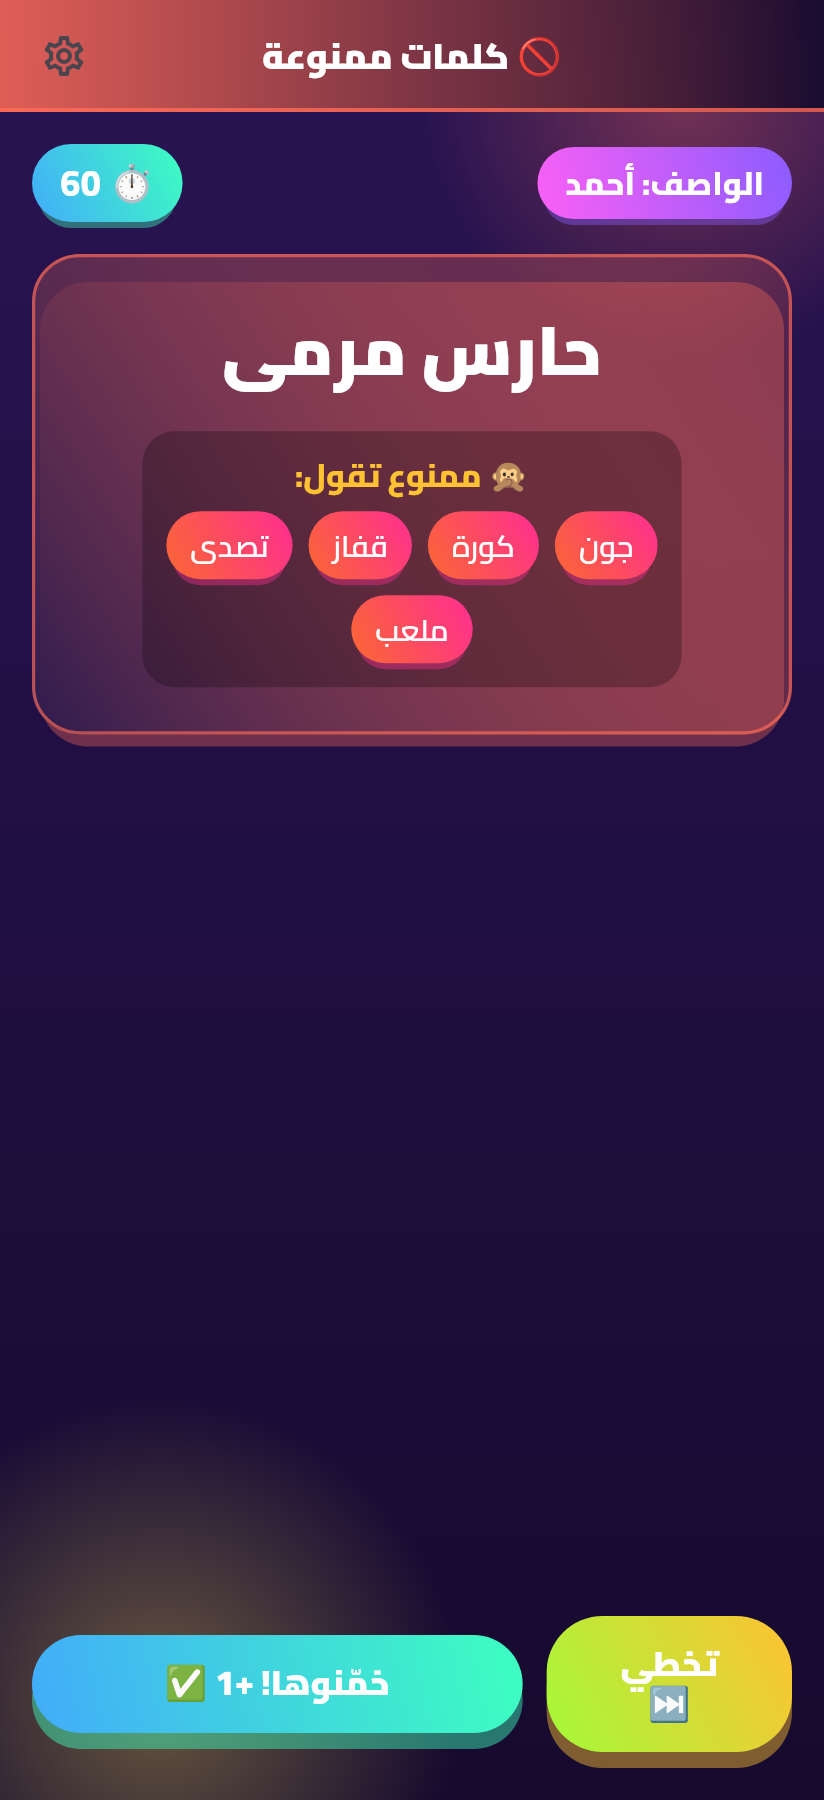 🚫 كلمات ممنوعة
الواصف: أحمد
⏱️ 60
حارس مرمى
🙊 ممنوع تقول:
جون كورة قفاز تصدى
ملعب
تخطي
⏭️
خمّنوها! +1 ✅